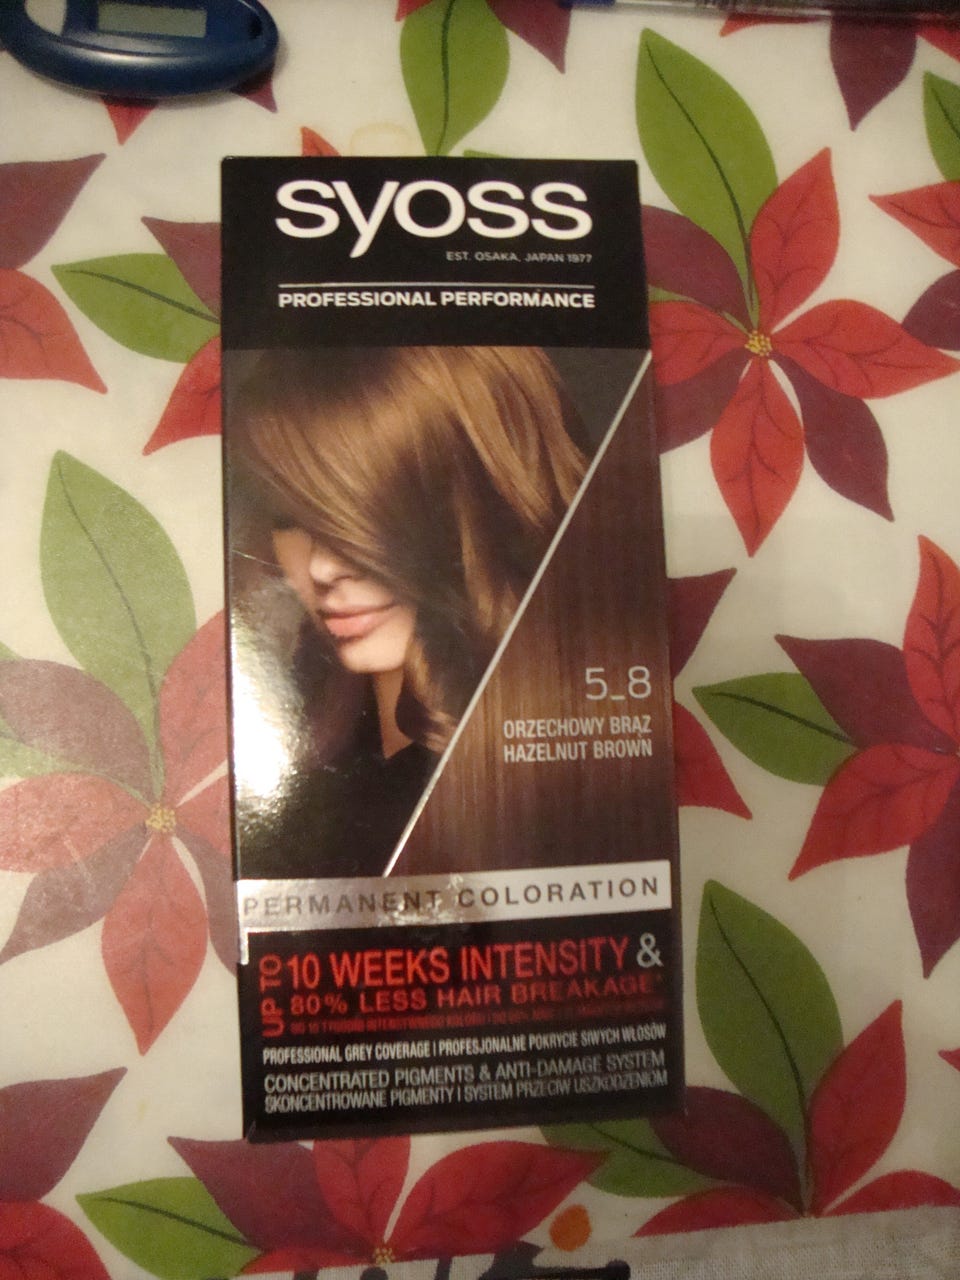 syoss
EST. OSAKA, JAPAN 1977
PROFESSIONAL PERFORMANCE
5_8
ORZECHOWY BRĄZ
HAZELNUT BROWN
PERMANENT COLORATION
UP TO
10 WEEKS INTENSITY &
80% LESS HAIR BREAKAGE*
PROFESSIONAL GREY COVERAGE | PROFESJONALNE POKRYCIE SIWYCH WŁOSÓW
CONCENTRATED PIGMENTS & ANTI-DAMAGE SYSTEM
SKONCENTROWANE PIGMENTY I SYSTEM PRZECIW USZKODZENIOM